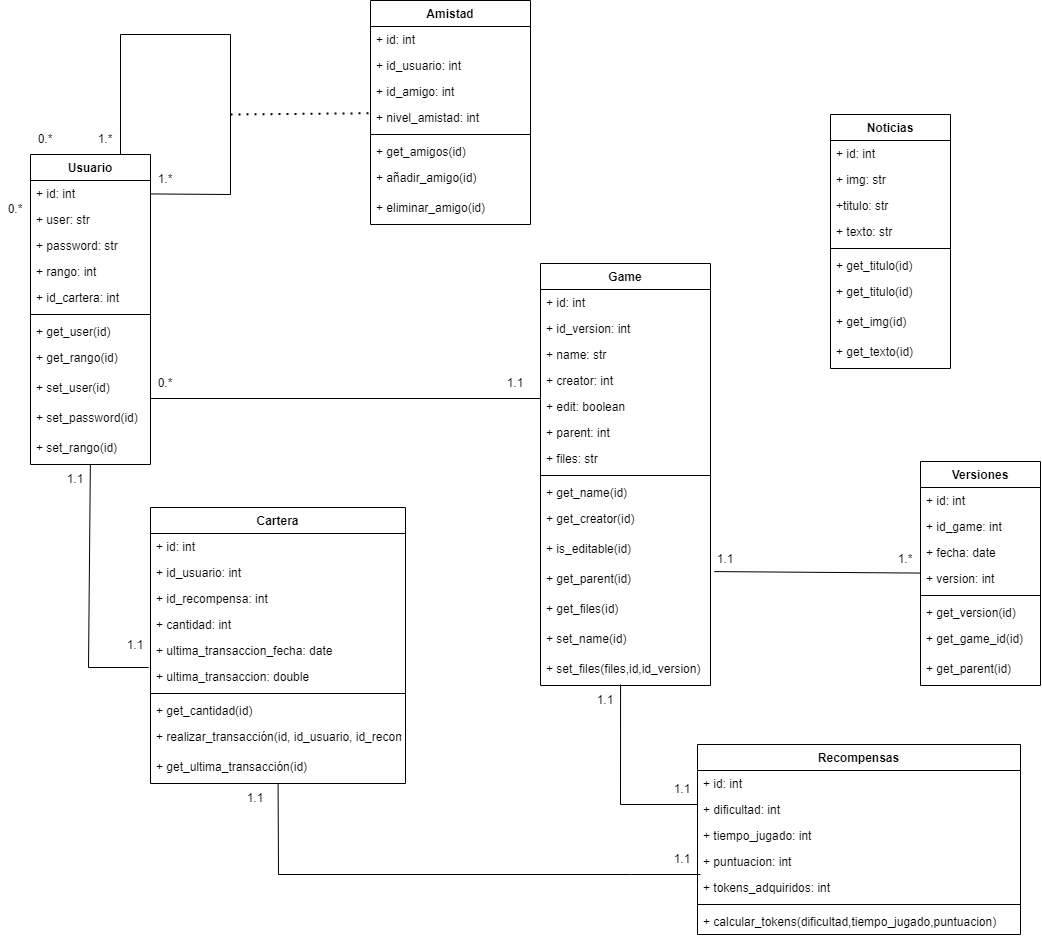 Amistad
+ id: int
+ id_usuario: int
+ id_amigo: int
+ nivel_amistad: int
+ get_amigos(id)
+ añadir_amigo(id)
+ eliminar_amigo(id)
0.*
1.*
1.*
0.*
Usuario
+ id: int
+ user: str
+ password: str
+ rango: int
+ id_cartera: int
+ get_user(id)
+ get_rango(id)
+ set_user(id)
+ set_password(id)
+ set_rango(id)
Noticias
+ id: int
+ img: str
+titulo: str
+ texto: str
+ get_titulo(id)
+ get_titulo(id)
+ get_img(id)
+ get_texto(id)
0.*
1.1
Game
+ id: int
+ id_version: int
+ name: str
+ creator: int
+ edit: boolean
+ parent: int
+ files: str
+ get_name(id)
+ get_creator(id)
+ is_editable(id)
+ get_parent(id)
+ get_files(id)
+ set_name(id)
+ set_files(files,id,id_version)
1.1
1.*
Versiones
+ id: int
+ id_game: int
+ fecha: date
+ version: int
+ get_version(id)
+ get_game_id(id)
+ get_parent(id)
1.1
1.1
Cartera
+ id: int
+ id_usuario: int
+ id_recompensa: int
+ cantidad: int
+ ultima_transaccion_fecha: date
+ ultima_transaccion: double
+ get_cantidad(id)
+ realizar_transacción(id, id_usuario, id_recon
+ get_ultima_transacción(id)
1.1
1.1
1.1
1.1
Recompensas
+ id: int
+ dificultad: int
+ tiempo_jugado: int
+ puntuacion: int
+ tokens_adquiridos: int
+ calcular_tokens(dificultad,tiempo_jugado,puntuacion)